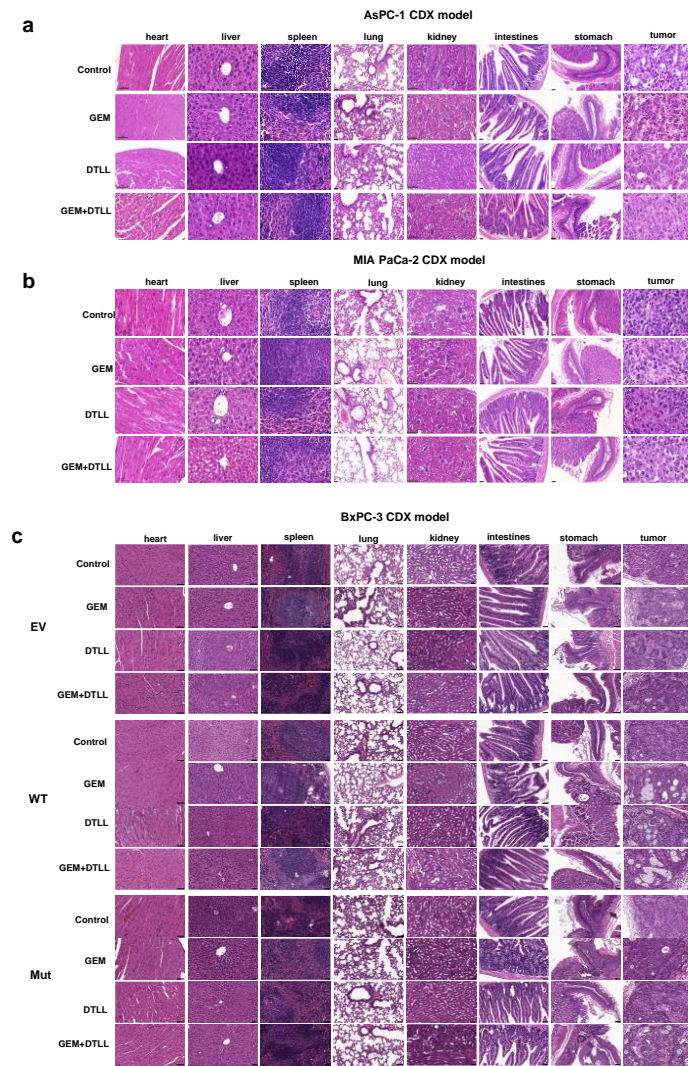 AsPC-1 CDX model
a
heart liver spleen lung kidney intestines stomach tumor
Control
GEM
DTLL
GEM+DTLL
MIA PaCa-2 CDX model
b
heart liver spleen lung kidney intestines stomach tumor
Control
GEM
DTLL
GEM+DTLL
BxPC-3 CDX model
c
heart liver spleen lung kidney intestines stomach tumor
Control
GEM
EV
DTLL
GEM+DTLL
Control
GEM
WT
DTLL
GEM+DTLL
Control
GEM
Mut
DTLL
GEM+DTLL